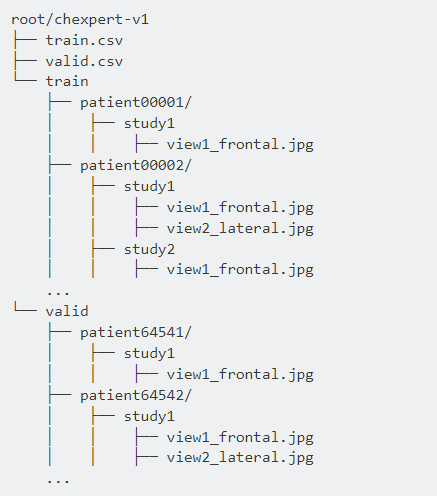 root/chexpert-v1
├── train.csv
├── valid.csv
└── train
    ├── patient00001/
    │   ├── study1
    │   │   ├── view1_frontal.jpg
    ├── patient00002/
    │   ├── study1
    │   │   ├── view1_frontal.jpg
    │   │   ├── view2_lateral.jpg
    │   ├── study2
    │   │   ├── view1_frontal.jpg
    ...
└── valid
    ├── patient64541/
    │   ├── study1
    │   │   ├── view1_frontal.jpg
    ├── patient64542/
    │   ├── study1
    │   │   ├── view1_frontal.jpg
    │   │   ├── view2_lateral.jpg
    ...